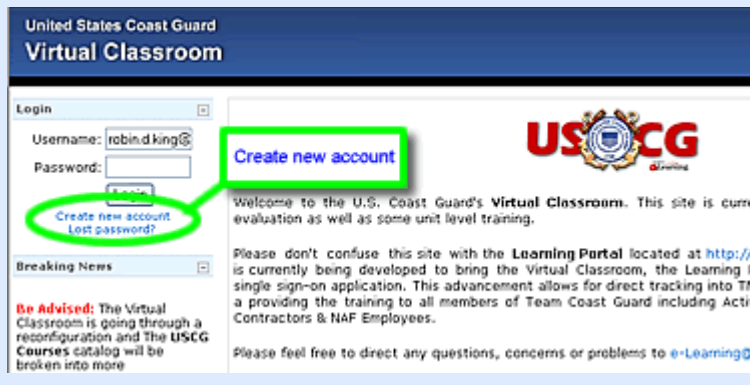 United States Coast Guard
Virtual Classroom
Login
Username: robin.d.king@
Password:
Login
Create new account
Lost password?
Breaking News
Be Advised: The Virtual
Classroom is going through a
reconfiguration and The USCG
Courses catalog will be
broken into more
Create new account
USCG
eLearning
Welcome to the U.S. Coast Guard's Virtual Classroom. This site is curr
evaluation as well as some unit level training.
Please don't confuse this site with the Learning Portal located at http://
is currently being developed to bring the Virtual Classroom, the Learning
single sign-on application. This advancement allows for direct tracking into TM
a providing the training to all members of Team Coast Guard including Acti
Contractors & NAF Employees.
Please feel free to direct any questions, concerns or problems to e-Learning@